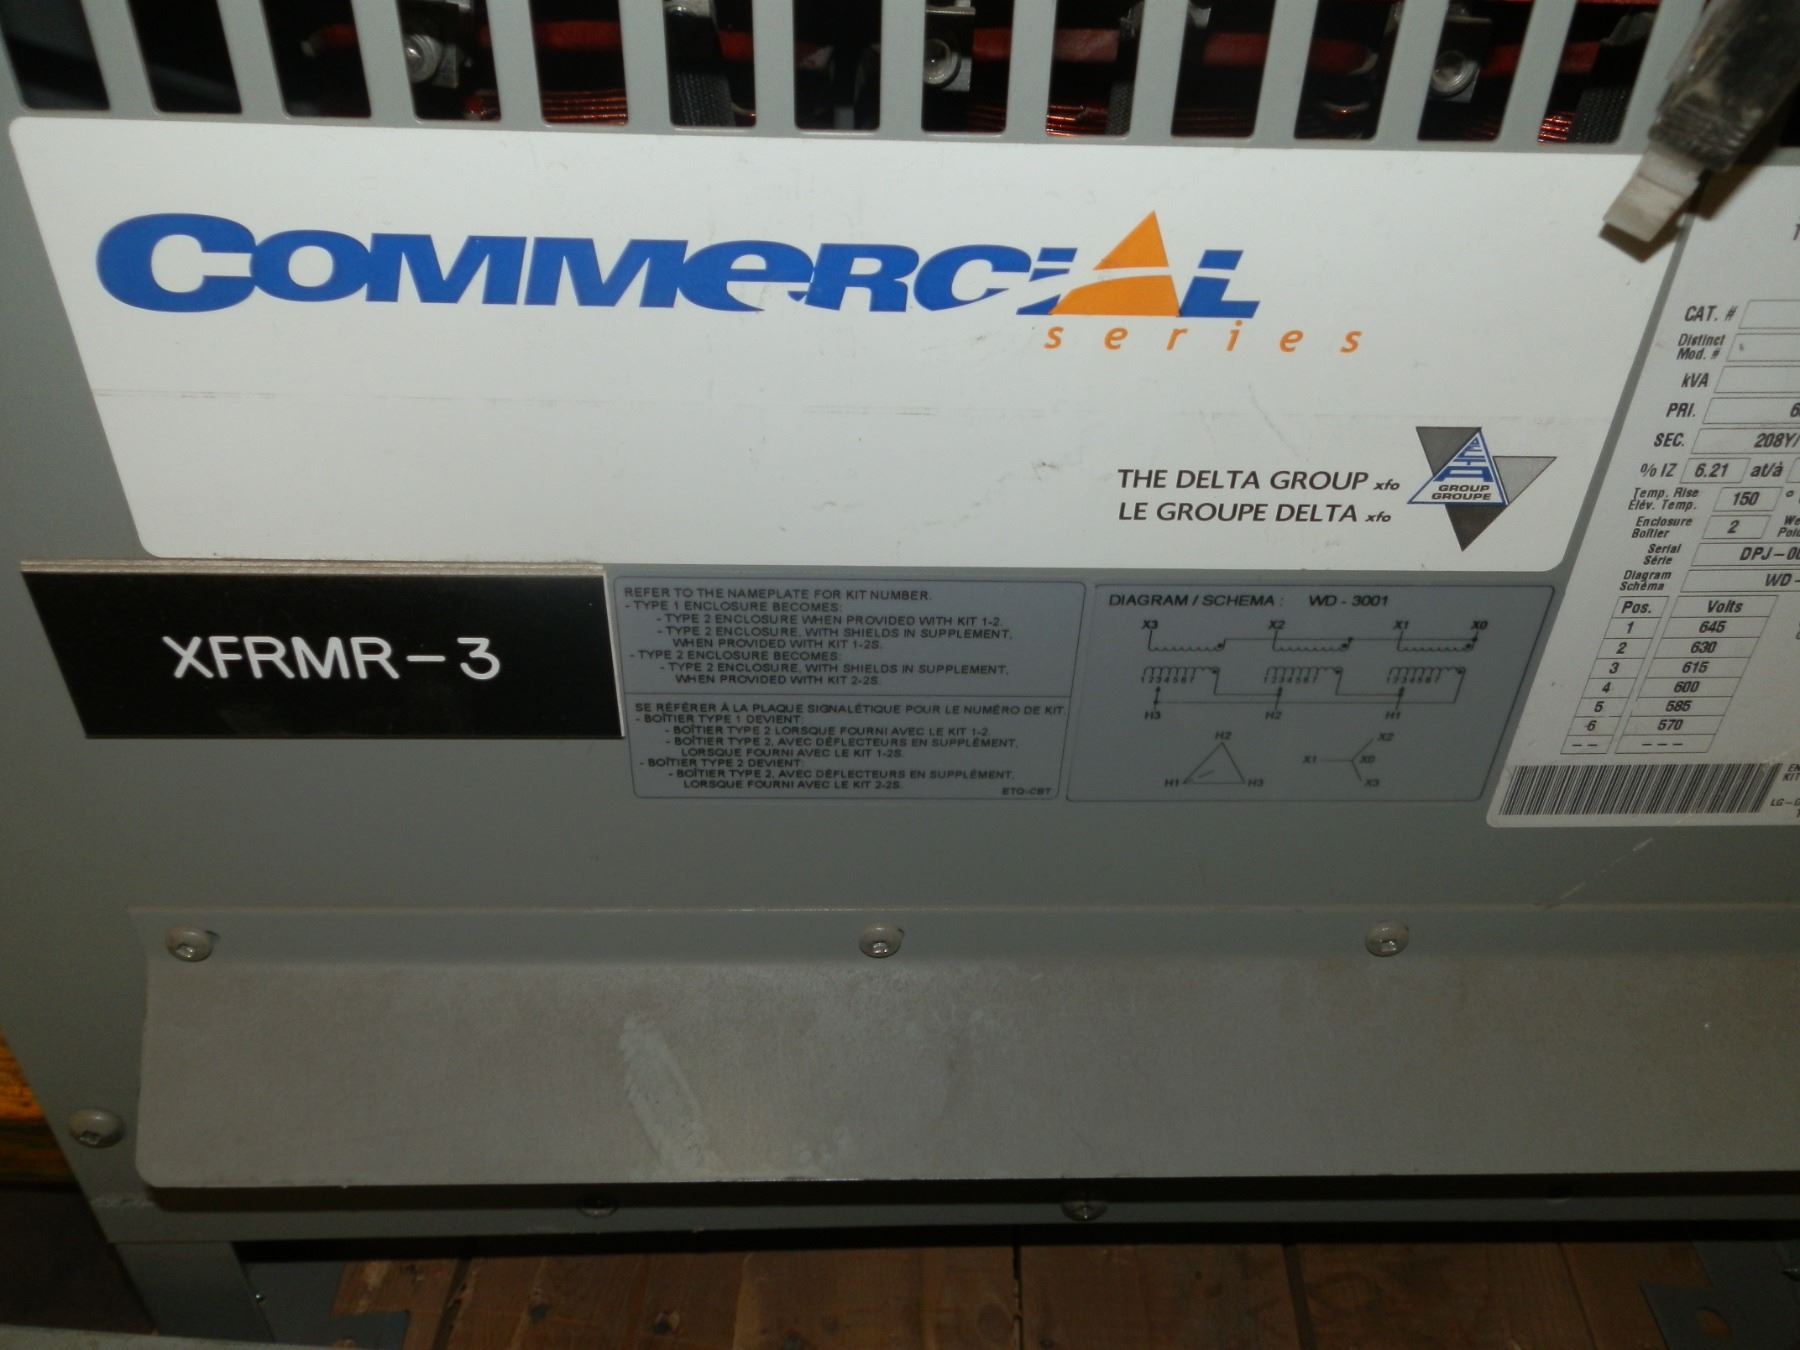 COMMERCIAL
series
THE DELTA GROUP xfo
LE GROUPE DELTA xfo
GROUP
GROUPE
XFRMR-3
REFER TO THE NAMEPLATE FOR KIT NUMBER.
- TYPE 1 ENCLOSURE BECOMES:
- TYPE 2 ENCLOSURE WHEN PROVIDED WITH KIT 1-2.
- TYPE 2 ENCLOSURE, WITH SHIELDS IN SUPPLEMENT,
WHEN PROVIDED WITH KIT 1-2S.
- TYPE 2 ENCLOSURE BECOMES:
- TYPE 2 ENCLOSURE, WITH SHIELDS IN SUPPLEMENT,
WHEN PROVIDED WITH KIT 2-2S.
SE RÉFÉRER À LA PLAQUE SIGNALÉTIQUE POUR LE NUMÉRO DE KIT.
- BOÎTIER TYPE 1 DEVIENT:
- BOÎTIER TYPE 2 LORSQUE FOURNI AVEC LE KIT 1-2.
- BOÎTIER TYPE 2, AVEC DÉFLECTEURS EN SUPPLÉMENT,
LORSQUE FOURNI AVEC LE KIT 1-2S.
- BOÎTIER TYPE 2 DEVIENT:
- BOÎTIER TYPE 2, AVEC DÉFLECTEURS EN SUPPLÉMENT,
LORSQUE FOURNI AVEC LE KIT 2-2S.
ETQ-CBT
DIAGRAM / SCHEMA : WD - 3001
X3 X2 X1 X0
H3 H2 H1
H2
H1 H3
X2
X1 X0
X3
CAT. #
Distinct
Mod. #
kVA
PRI. 6
SEC. 208Y/
% IZ 6.21 at/à
Temp. Rise
Elév. Temp. 150 °
Enclosure
Boîtier 2
Serial
Série DPJ-0
Diagram
Schéma WD-
Pos. Volts
1 645
2 630
3 615
4 600
5 585
6 570
-- ---